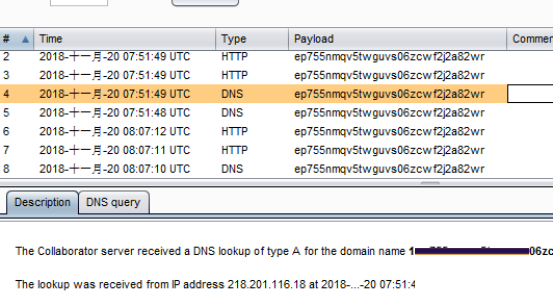 # Time Type Payload Commen
2 2018-十一月-20 07:51:49 UTC HTTP ep755nmqv5twguvs06zcwf2j2a82wr
3 2018-十一月-20 07:51:49 UTC HTTP ep755nmqv5twguvs06zcwf2j2a82wr
4 2018-十一月-20 07:51:49 UTC DNS ep755nmqv5twguvs06zcwf2j2a82wr
5 2018-十一月-20 07:51:48 UTC DNS ep755nmqv5twguvs06zcwf2j2a82wr
6 2018-十一月-20 08:07:12 UTC HTTP ep755nmqv5twguvs06zcwf2j2a82wr
7 2018-十一月-20 08:07:11 UTC HTTP ep755nmqv5twguvs06zcwf2j2a82wr
8 2018-十一月-20 08:07:10 UTC DNS ep755nmqv5twguvs06zcwf2j2a82wr
Description DNS query
The Collaborator server received a DNS lookup of type A for the domain name 06zc
The lookup was received from IP address 218.201.116.18 at 2018-...-20 07:51:4